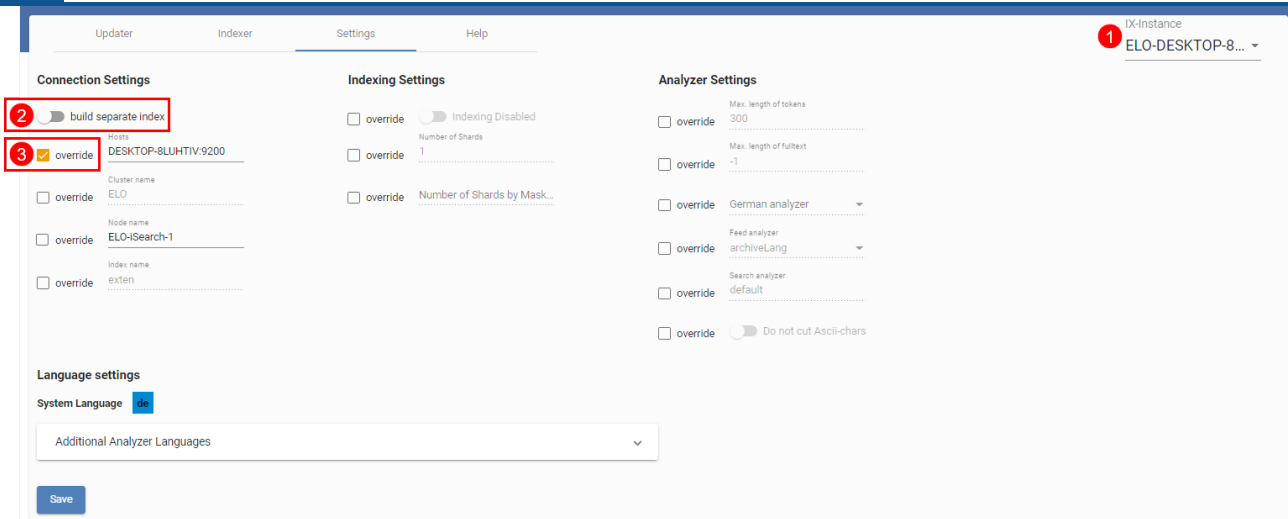 Updater Indexer Settings Help
IX-Instance
1 ELO-DESKTOP-8...
Connection Settings
2 build separate index
Hosts
3 override DESKTOP-8LUHTIV:9200
Cluster name
override ELO
Node name
override ELO-iSearch-1
Index name
override exten
Indexing Settings
override Indexing Disabled
Number of Shards
override 1
override Number of Shards by Mask...
Analyzer Settings
Max. length of tokens
override 300
Max. length of fulltext
override -1
override German analyzer
Feed analyzer
override archiveLang
Search analyzer
override default
override Do not cut Ascii-chars
Language settings
System Language de
Additional Analyzer Languages
Save